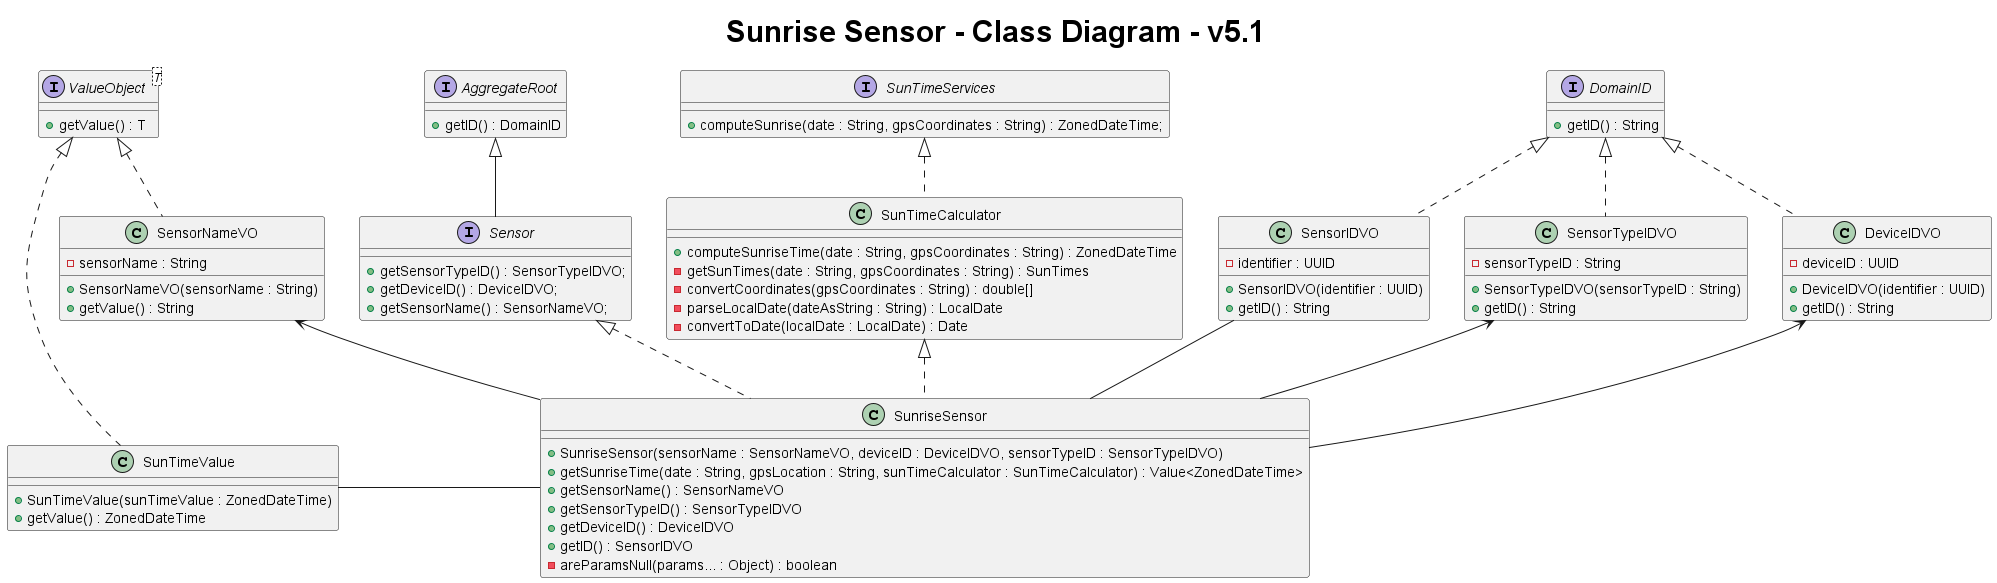 Sunrise Sensor - Class Diagram - v5.1
I ValueObject T
getValue() : T
I AggregateRoot
getID() : DomainID
I SunTimeServices
computeSunrise(date : String, gpsCoordinates : String) : ZonedDateTime;
I DomainID
getID() : String
C SensorNameVO
sensorName : String
SensorNameVO(sensorName : String)
getValue() : String
I Sensor
getSensorTypeID() : SensorTypeIDVO;
getDeviceID() : DeviceIDVO;
getSensorName() : SensorNameVO;
C SunTimeCalculator
computeSunriseTime(date : String, gpsCoordinates : String) : ZonedDateTime
getSunTimes(date : String, gpsCoordinates : String) : SunTimes
convertCoordinates(gpsCoordinates : String) : double[]
parseLocalDate(dateAsString : String) : LocalDate
convertToDate(localDate : LocalDate) : Date
C SensorIDVO
identifier : UUID
SensorIDVO(identifier : UUID)
getID() : String
C SensorTypeIDVO
sensorTypeID : String
SensorTypeIDVO(sensorTypeID : String)
getID() : String
C DeviceIDVO
deviceID : UUID
DeviceIDVO(identifier : UUID)
getID() : String
C SunTimeValue
SunTimeValue(sunTimeValue : ZonedDateTime)
getValue() : ZonedDateTime
C SunriseSensor
SunriseSensor(sensorName : SensorNameVO, deviceID : DeviceIDVO, sensorTypeID : SensorTypeIDVO)
getSunriseTime(date : String, gpsLocation : String, sunTimeCalculator : SunTimeCalculator) : Value<ZonedDateTime>
getSensorName() : SensorNameVO
getSensorTypeID() : SensorTypeIDVO
getDeviceID() : DeviceIDVO
getID() : SensorIDVO
areParamsNull(params... : Object) : boolean